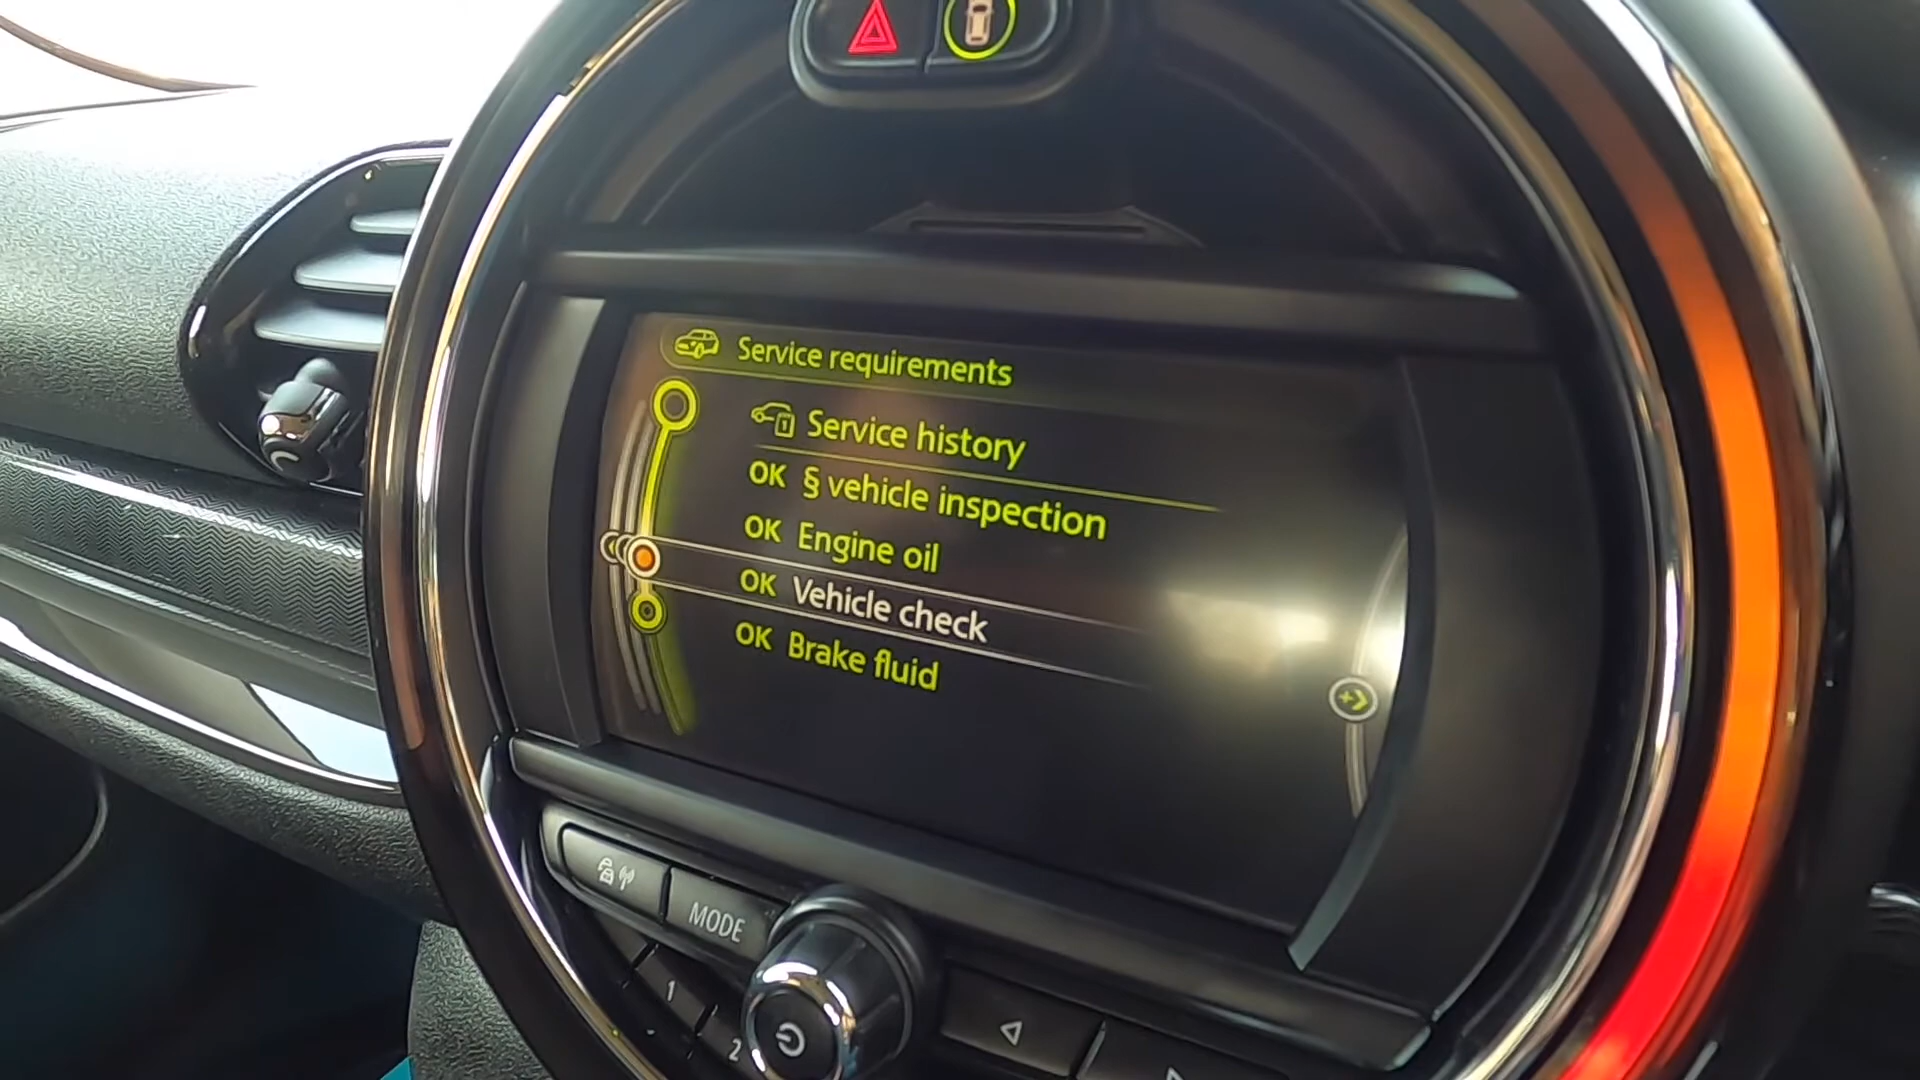 Service requirements
Service history
OK § vehicle inspection
OK Engine oil
OK Vehicle check
OK Brake fluid
MODE
1
2